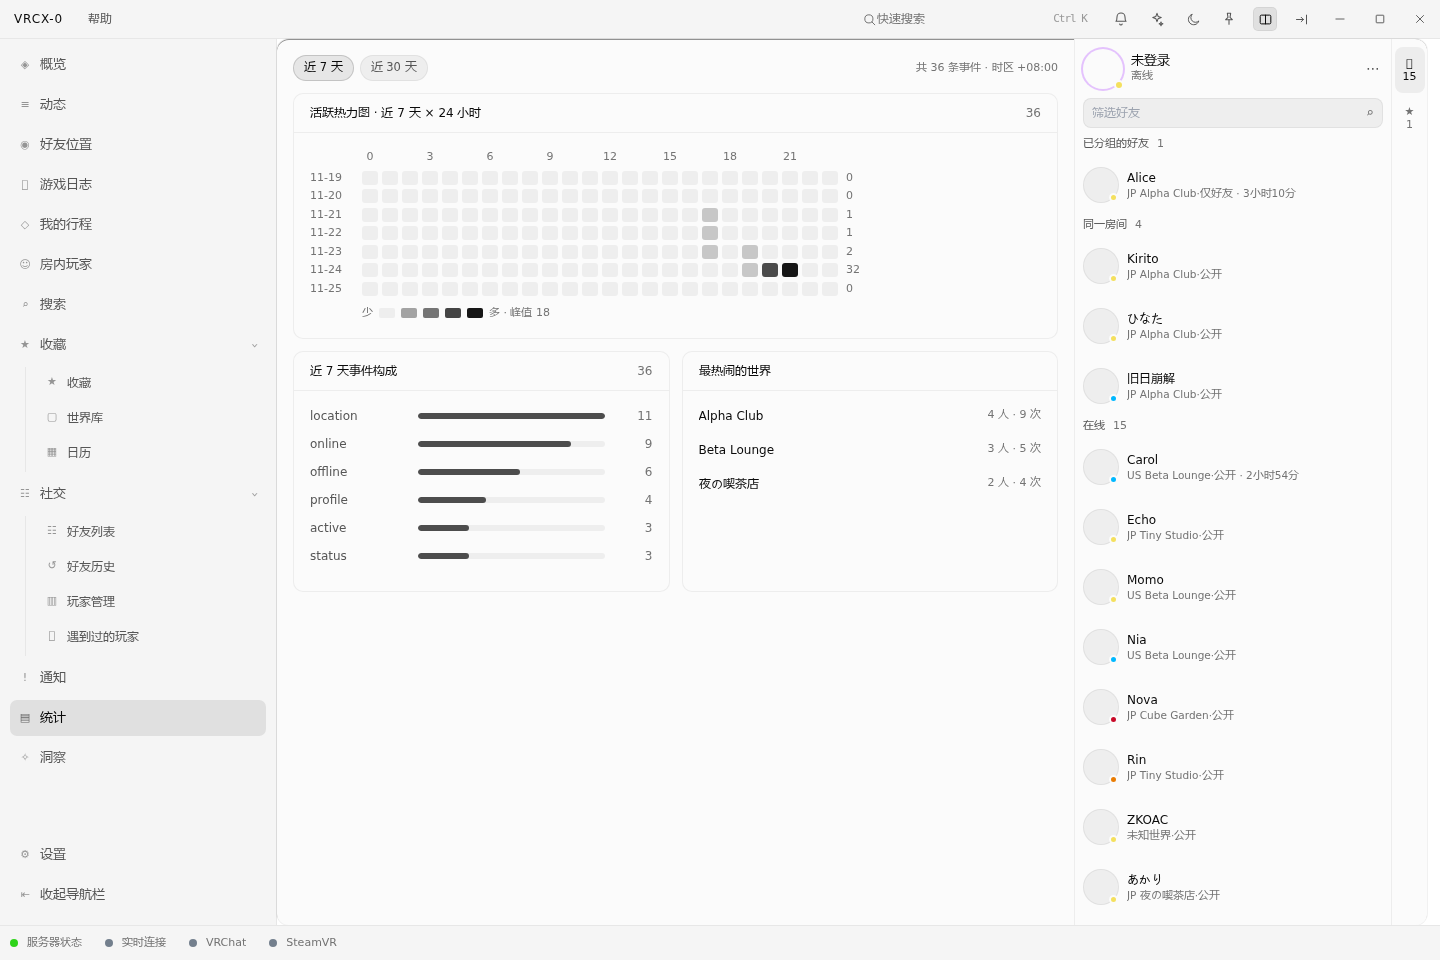 VRCX-0 帮助 快速搜索 Ctrl K
概览
动态
好友位置
游戏日志
我的行程
房内玩家
搜索
收藏
收藏
世界库
日历
社交
好友列表
好友历史
玩家管理
遇到过的玩家
通知
统计
洞察
设置
收起导航栏
近 7 天 近 30 天 共 36 条事件 · 时区 +08:00
活跃热力图 · 近 7 天 × 24 小时 36
0 3 6 9 12 15 18 21
11-19 0
11-20 0
11-21 1
11-22 1
11-23 2
11-24 32
11-25 0
少 多 · 峰值 18
近 7 天事件构成 36
location 11
online 9
offline 6
profile 4
active 3
status 3
最热闹的世界
Alpha Club 4 人 · 9 次
Beta Lounge 3 人 · 5 次
夜の喫茶店 2 人 · 4 次
未登录
离线
筛选好友
已分组的好友 1
Alice
JP Alpha Club·仅好友 · 3小时10分
同一房间 4
Kirito
JP Alpha Club·公开
ひなた
JP Alpha Club·公开
旧日崩解
JP Alpha Club·公开
在线 15
Carol
US Beta Lounge·公开 · 2小时54分
Echo
JP Tiny Studio·公开
Momo
US Beta Lounge·公开
Nia
US Beta Lounge·公开
Nova
JP Cube Garden·公开
Rin
JP Tiny Studio·公开
ZKOAC
未知世界·公开
あかり
JP 夜の喫茶店·公开
15
★
1
服务器状态 实时连接 VRChat SteamVR